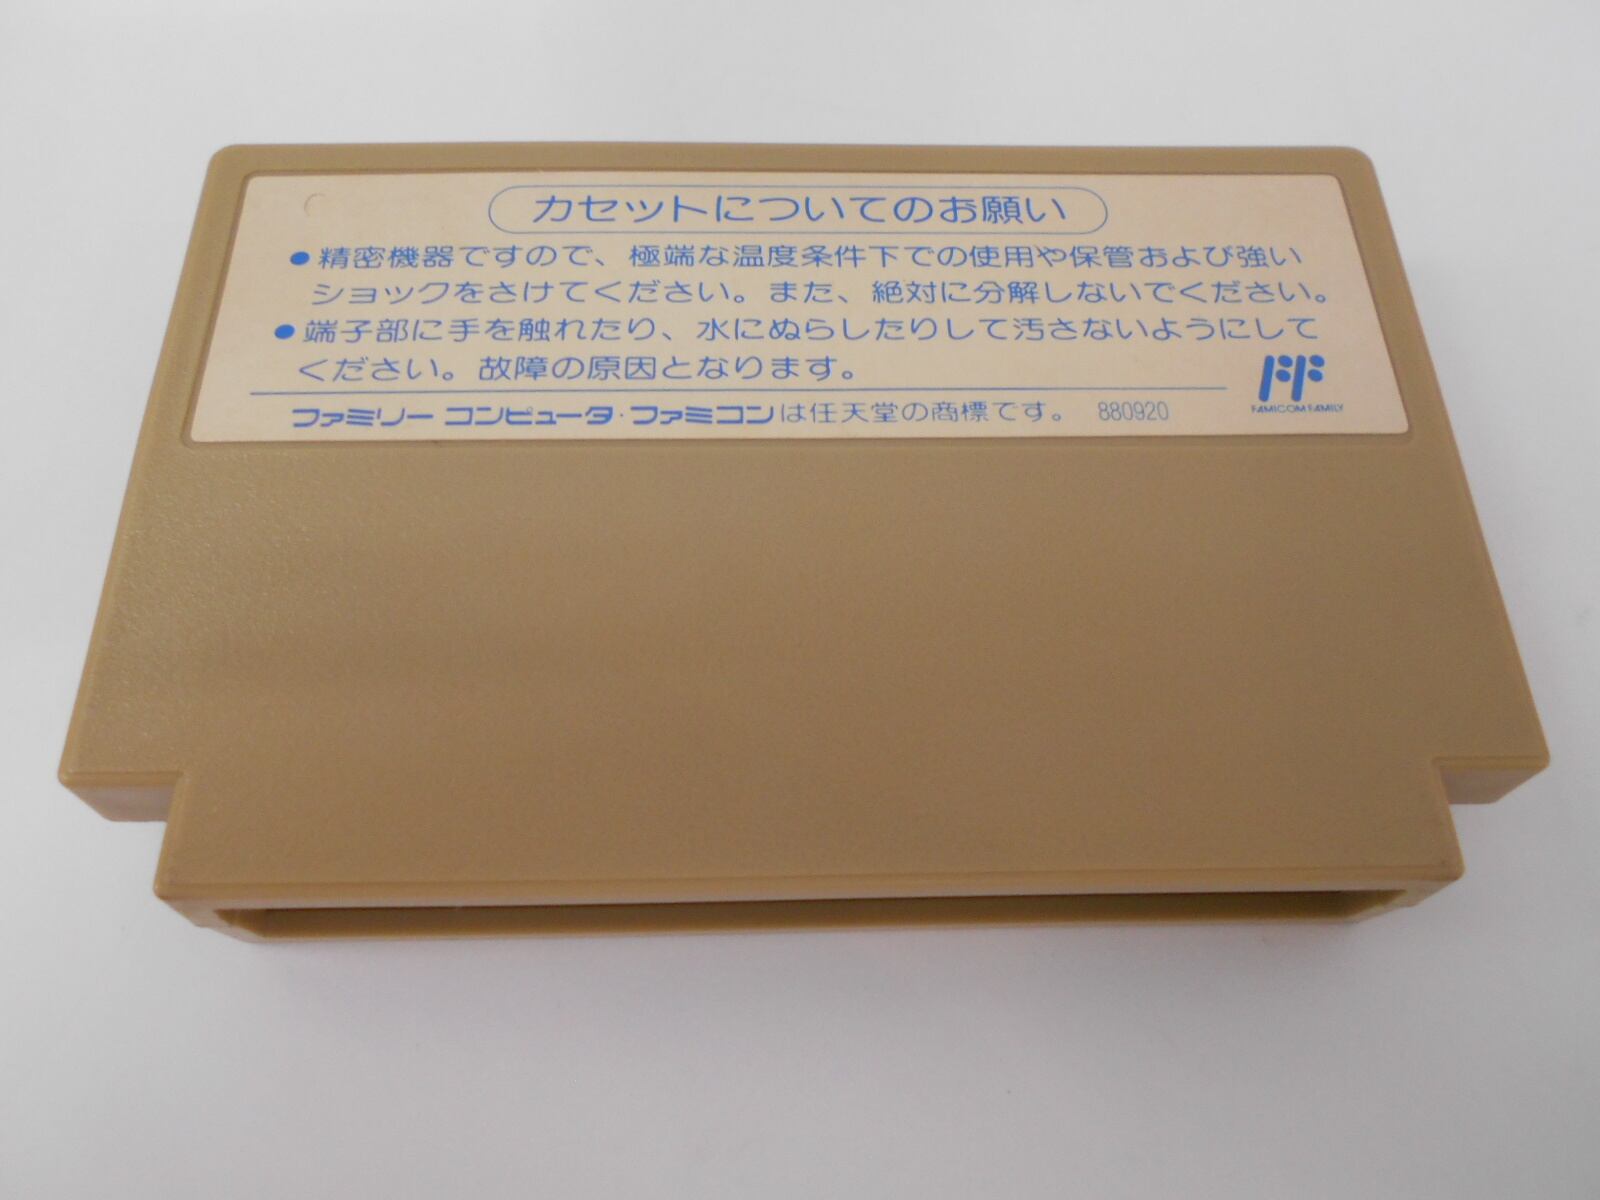 カセットについてのお願い
●精密機器ですので、極端な温度条件下での使用や保管および強い
ショックをさけてください。また、絶対に分解しないでください。
●端子部に手を触れたり、水にぬらしたりして汚さないようにして
ください。故障の原因となります。
ファミリーコンピュータ・ファミコンは任天堂の商標です。 880920
FAMICOM FAMILY